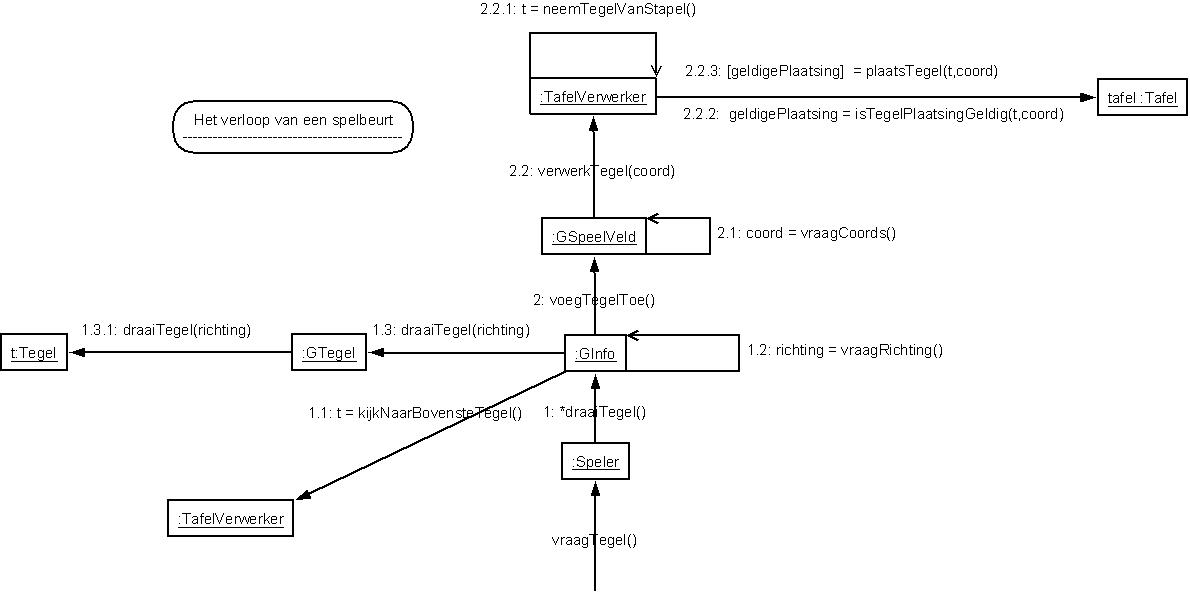 2.2.1: t = neemTegelVanStapel()
2.2.3: [geldigePlaatsing]  = plaatsTegel(t,coord)
:TafelVerwerker
tafel :Tafel
2.2.2:  geldigePlaatsing = isTegelPlaatsingGeldig(t,coord)
Het verloop van een spelbeurt
2.2: verwerkTegel(coord)
:GSpeelVeld
2.1: coord = vraagCoords()
2: voegTegelToe()
1.3.1: draaiTegel(richting)
1.3: draaiTegel(richting)
t:Tegel
:GTegel
:GInfo
1.2: richting = vraagRichting()
1.1: t = kijkNaarBovensteTegel()
1: *draaiTegel()
:Speler
:TafelVerwerker
vraagTegel()